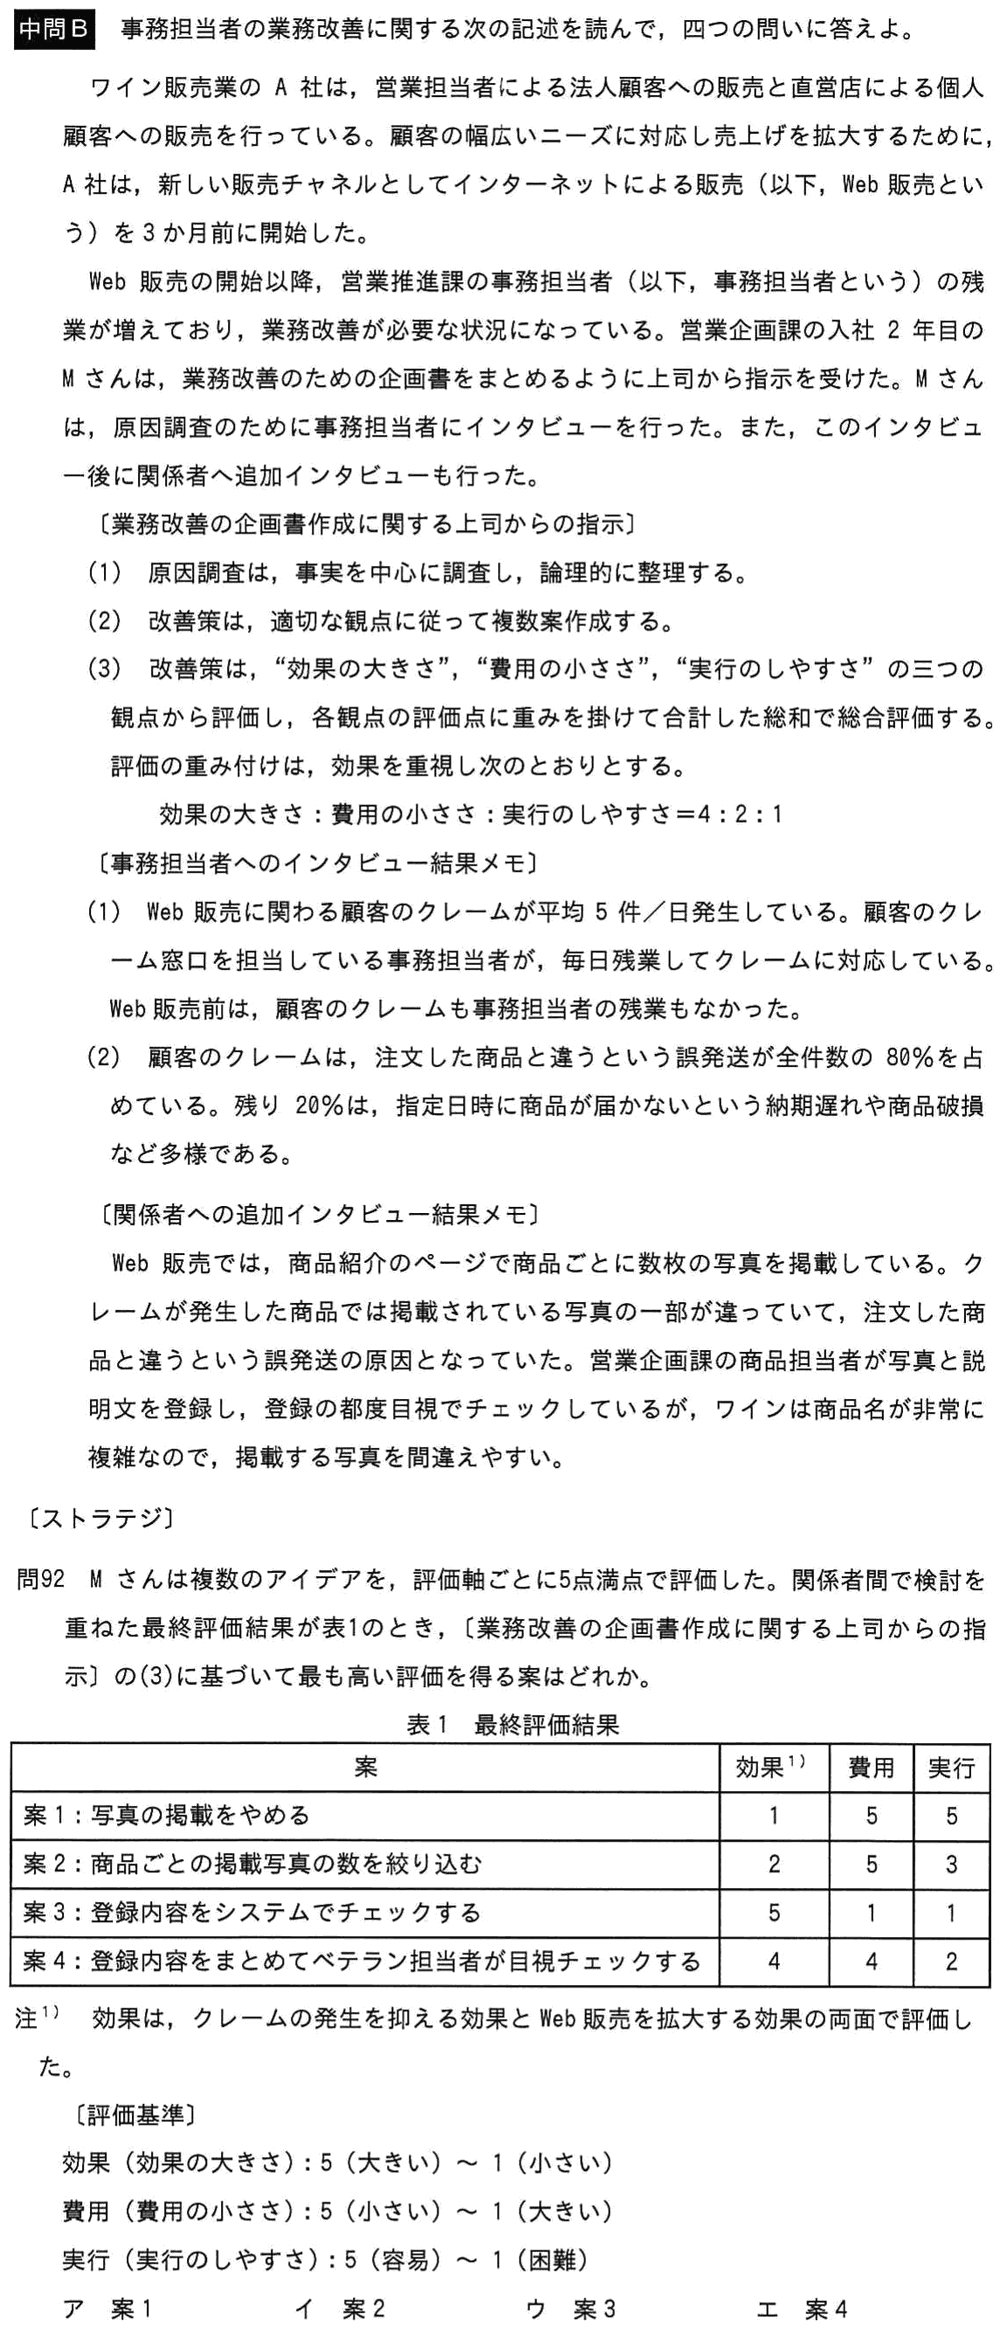 中問B 事務担当者の業務改善に関する次の記述を読んで，四つの問いに答えよ。
ワイン販売業の A 社は，営業担当者による法人顧客への販売と直営店による個人
顧客への販売を行っている。顧客の幅広いニーズに対応し売上げを拡大するために，
A 社は，新しい販売チャネルとしてインターネットによる販売（以下，Web 販売とい
う）を3か月前に開始した。
Web 販売の開始以降，営業推進課の事務担当者（以下，事務担当者という）の残
業が増えており，業務改善が必要な状況になっている。営業企画課の入社 2 年目の
M さんは，業務改善のための企画書をまとめるように上司から指示を受けた。M さん
は，原因調査のために事務担当者にインタビューを行った。また，このインタビュ
ー後に関係者へ追加インタビューも行った。
〔業務改善の企画書作成に関する上司からの指示〕
(1) 原因調査は，事実を中心に調査し，論理的に整理する。
(2) 改善策は，適切な観点に従って複数案作成する。
(3) 改善策は，“効果の大きさ”，“費用の小ささ”，“実行のしやすさ” の三つの
観点から評価し，各観点の評価点に重みを掛けて合計した総和で総合評価する。
評価の重み付けは，効果を重視し次のとおりとする。
効果の大きさ：費用の小ささ：実行のしやすさ＝4：2：1
〔事務担当者へのインタビュー結果メモ〕
(1) Web 販売に関わる顧客のクレームが平均 5 件／日発生している。顧客のクレ
ーム窓口を担当している事務担当者が，毎日残業してクレームに対応している。
Web 販売前は，顧客のクレームも事務担当者の残業もなかった。
(2) 顧客のクレームは，注文した商品と違うという誤発送が全件数の 80％を占
めている。残り 20％は，指定日時に商品が届かないという納期遅れや商品破損
など多様である。
〔関係者への追加インタビュー結果メモ〕
Web 販売では，商品紹介のページで商品ごとに数枚の写真を掲載している。ク
レームが発生した商品では掲載されている写真の一部が違っていて，注文した商
品と違うという誤発送の原因となっていた。営業企画課の商品担当者が写真と説
明文を登録し，登録の都度目視でチェックしているが，ワインは商品名が非常に
複雑なので，掲載する写真を間違えやすい。
〔ストラテジ〕
問92 M さんは複数のアイデアを，評価軸ごとに5点満点で評価した。関係者間で検討を
重ねた最終評価結果が表1のとき，〔業務改善の企画書作成に関する上司からの指
示〕の(3)に基づいて最も高い評価を得る案はどれか。
表1 最終評価結果
案 効果1) 費用 実行
案1：写真の掲載をやめる 1 5 5
案2：商品ごとの掲載写真の数を絞り込む 2 5 3
案3：登録内容をシステムでチェックする 5 1 1
案4：登録内容をまとめてベテラン担当者が目視チェックする 4 4 2
注1) 効果は，クレームの発生を抑える効果と Web 販売を拡大する効果の両面で評価し
た。
〔評価基準〕
効果（効果の大きさ）：5（大きい）～ 1（小さい）
費用（費用の小ささ）：5（小さい）～ 1（大きい）
実行（実行のしやすさ）：5（容易）～ 1（困難）
ア 案1 イ 案2 ウ 案3 エ 案4